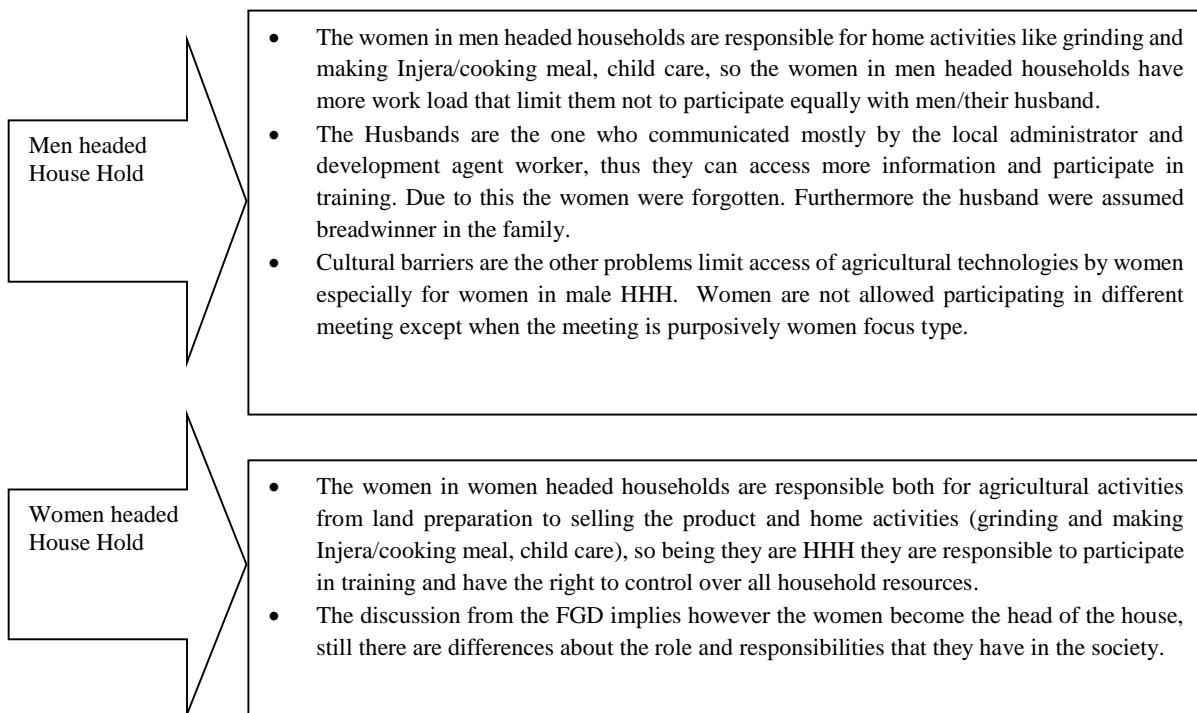 Men headed
House Hold
• The women in men headed households are responsible for home activities like grinding and
making Injera/cooking meal, child care, so the women in men headed households have
more work load that limit them not to participate equally with men/their husband.
• The Husbands are the one who communicated mostly by the local administrator and
development agent worker, thus they can access more information and participate in
training. Due to this the women were forgotten. Furthermore the husband were assumed
breadwinner in the family.
• Cultural barriers are the other problems limit access of agricultural technologies by women
especially for women in male HHH. Women are not allowed participating in different
meeting except when the meeting is purposively women focus type.
Women headed
House Hold
• The women in women headed households are responsible both for agricultural activities
from land preparation to selling the product and home activities (grinding and making
Injera/cooking meal, child care), so being they are HHH they are responsible to participate
in training and have the right to control over all household resources.
• The discussion from the FGD implies however the women become the head of the house,
still there are differences about the role and responsibilities that they have in the society.